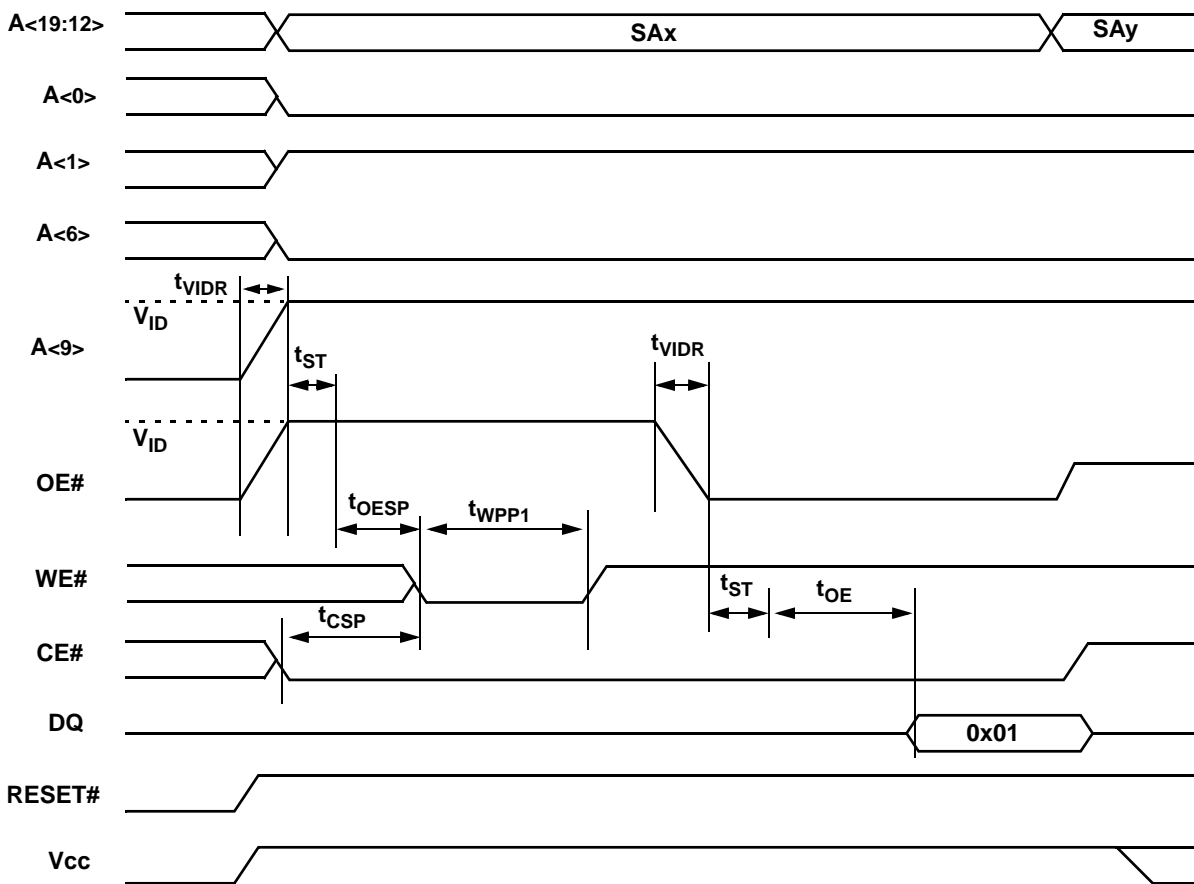 A<19:12>
SAx
SAy
A<0>
A<1>
A<6>
tVIDR
VID
A<9>
tST
tVIDR
VID
OE#
tOESP
tWPP1
WE#
tST
tOE
tCSP
CE#
DQ
0x01
RESET#
Vcc